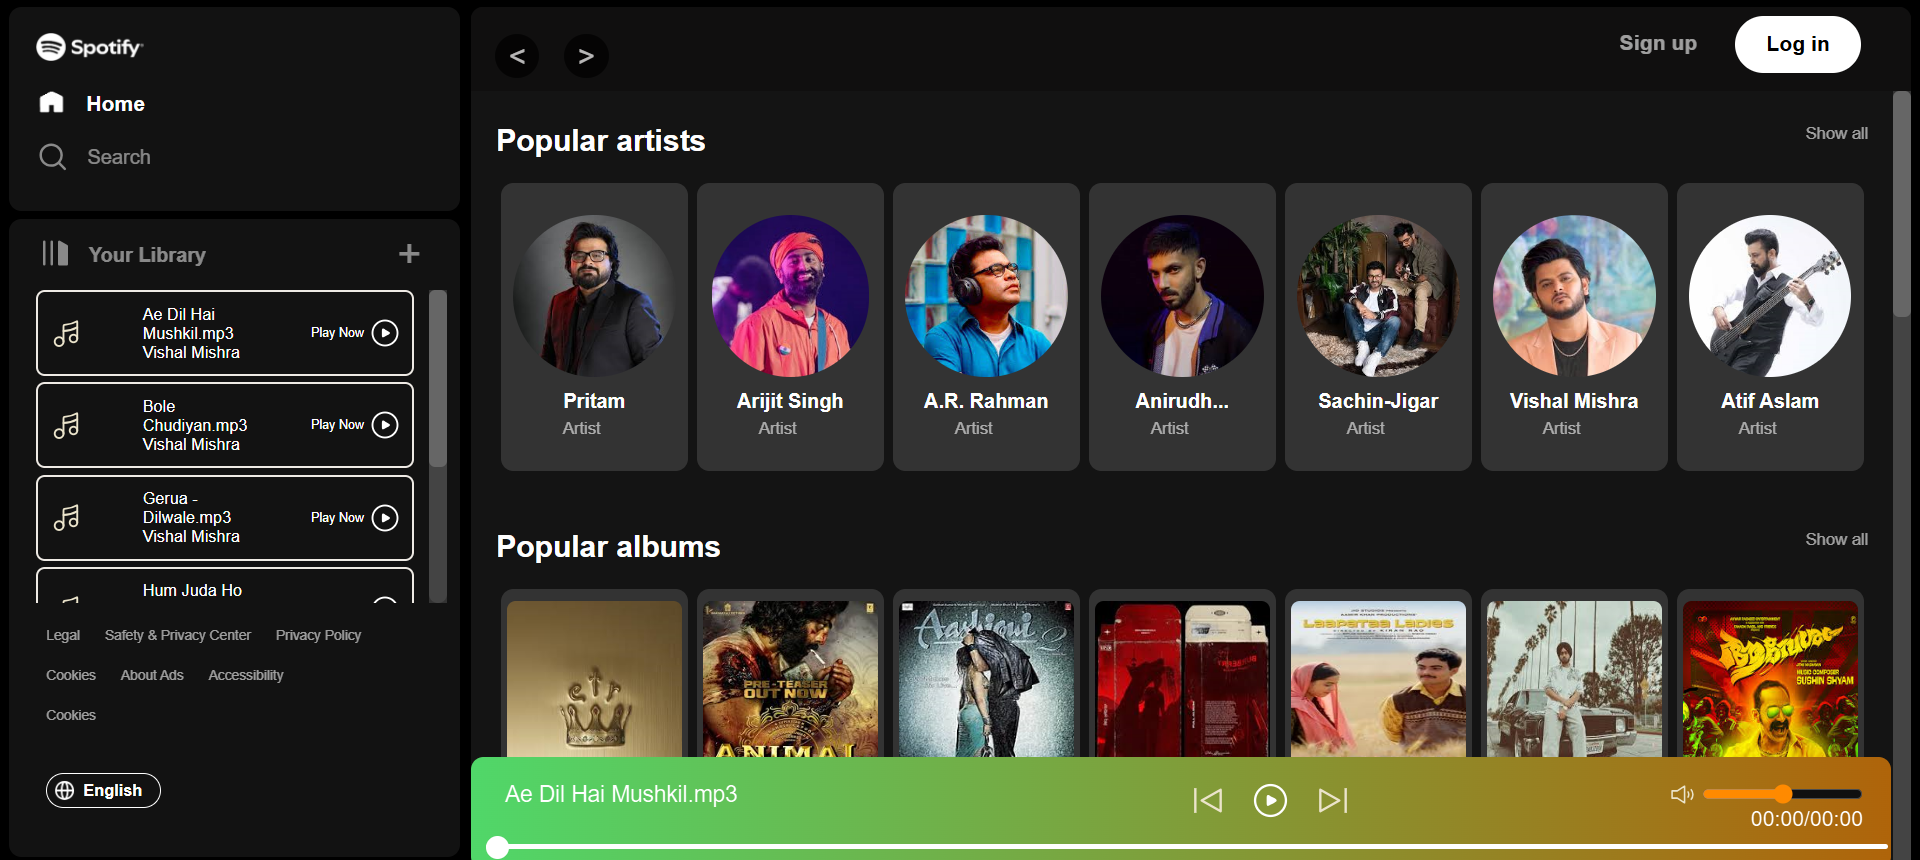 Spotify
Home
Search
Your Library
Ae Dil Hai
Mushkil.mp3
Vishal Mishra
Play Now
Bole
Chudiyan.mp3
Vishal Mishra
Play Now
Gerua -
Dilwale.mp3
Vishal Mishra
Play Now
Hum Juda Ho
Legal Safety & Privacy Center Privacy Policy
Cookies About Ads Accessibility
Cookies
English
< >
Sign up
Log in
Popular artists
Show all
Pritam
Artist
Arijit Singh
Artist
A.R. Rahman
Artist
Anirudh...
Artist
Sachin-Jigar
Artist
Vishal Mishra
Artist
Atif Aslam
Artist
Popular albums
Show all
PRE-TEASER
OUT NOW
ANIMAL
Aashiqui
LAAPATAA LADIES
KIRAN RAO
MUSIC COMPOSER
SUSHIN SHYAM
Ae Dil Hai Mushkil.mp3
00:00/00:00